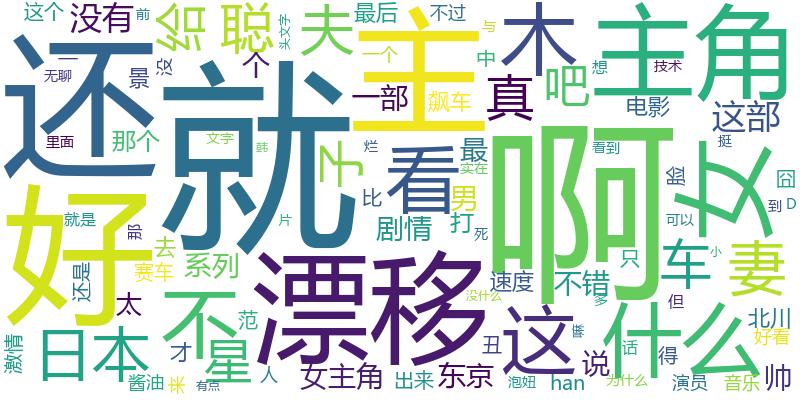 这个
没有
前
给
聪
夫
最后
不过
头文字
与
主
一个
中
木
想
主角
一
无聊
景
没
个
一部
飙车
真
吧
电影
技术
这部
还
就
里面
那个
文字
韩
子
烂
看
最
实在
啊
看到
挺
脸
女
囧
好
就是
那
片
比
男
剧情
打
死
可以
到
D
去
还是
赛车
系列
漂移
速度
不错
只
车
小
妻
没什么
多
激情
太
不
范
日本
星
才
丑
这
嘛
什么
但
北川
好看
话
说
得
酱油
来
有点
人
女主角
出来
东京
泡妞
han
为什么
演员
音乐
帅